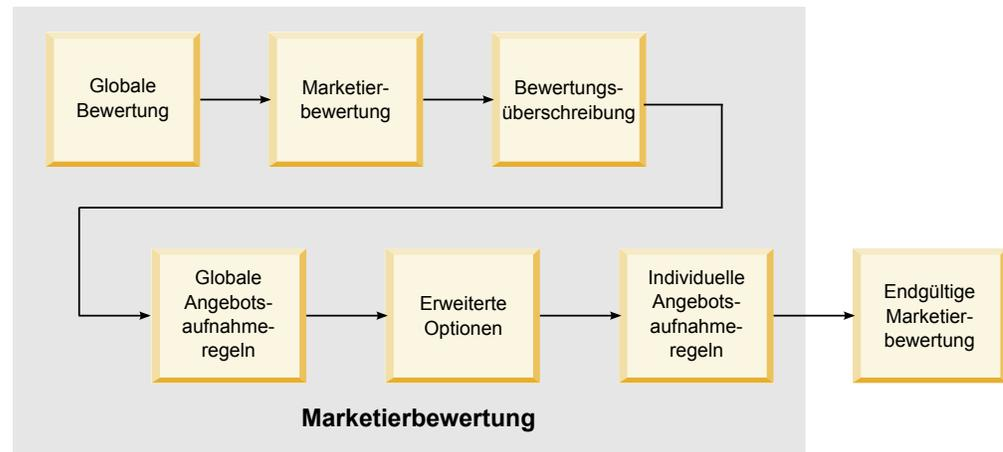 Globale
Bewertung
Marketier-
bewertung
Bewertungs-
überschreibung
Globale
Angebots-
aufnahme-
regeln
Erweiterte
Optionen
Individuelle
Angebots-
aufnahme-
regeln
Endgültige
Marketier-
bewertung
Marketierbewertung